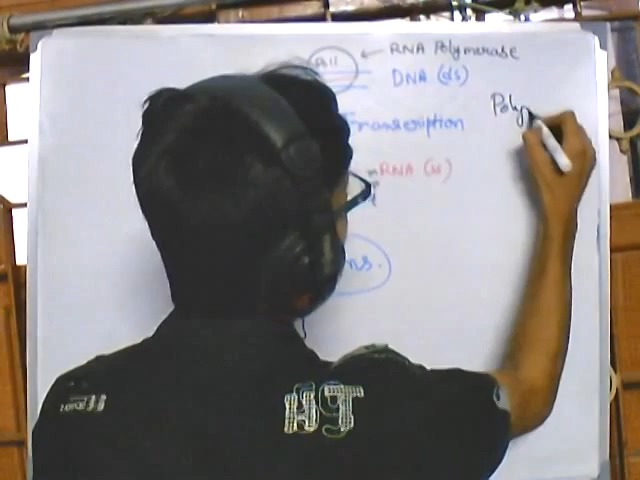 RNA Polymerase
DNA (ds)
Poly
Transcription
mRNA (ss)
ns.